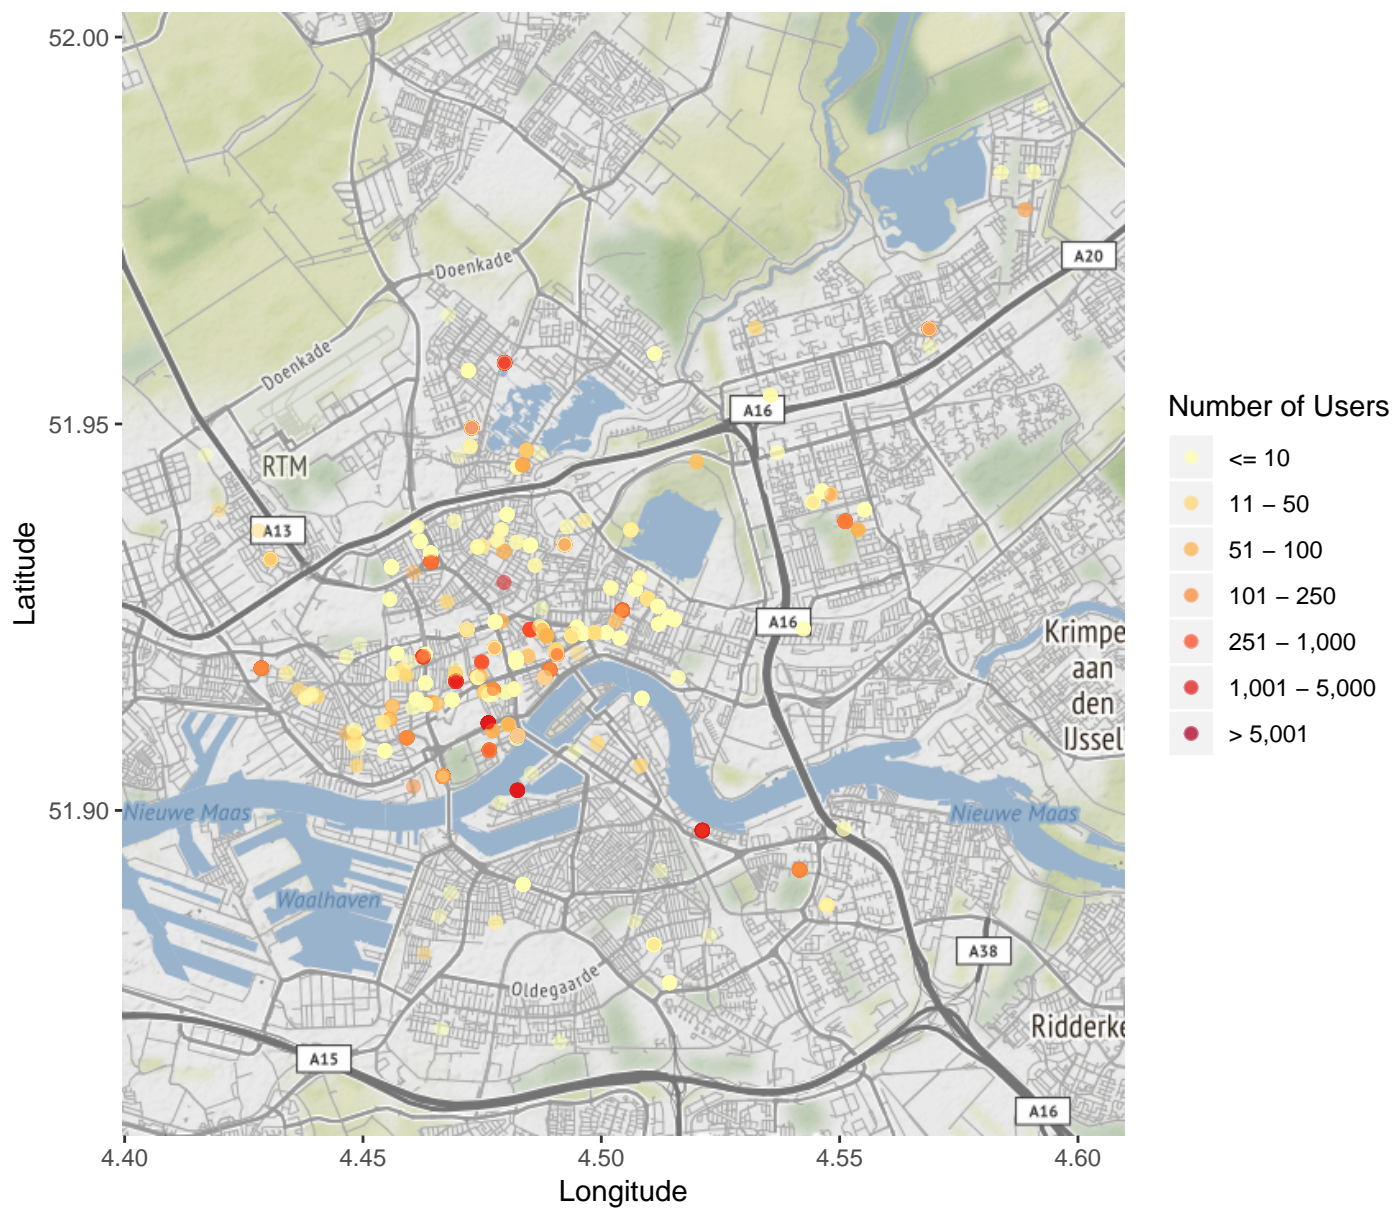 52.00
A20
Doenkade
Doenkade
51.95
A16
RTM
A13
Number of Users
<= 10
11 − 50
51 − 100
101 − 250
251 − 1,000
1,001 − 5,000
> 5,001
Latitude
A16
Krimpe
aan
den
IJssel
51.90
Nieuwe Maas
Nieuwe Maas
Waalhaven
A38
Oldegaarde
Ridderke
A15
A16
4.40
4.45
4.50
4.55
4.60
Longitude